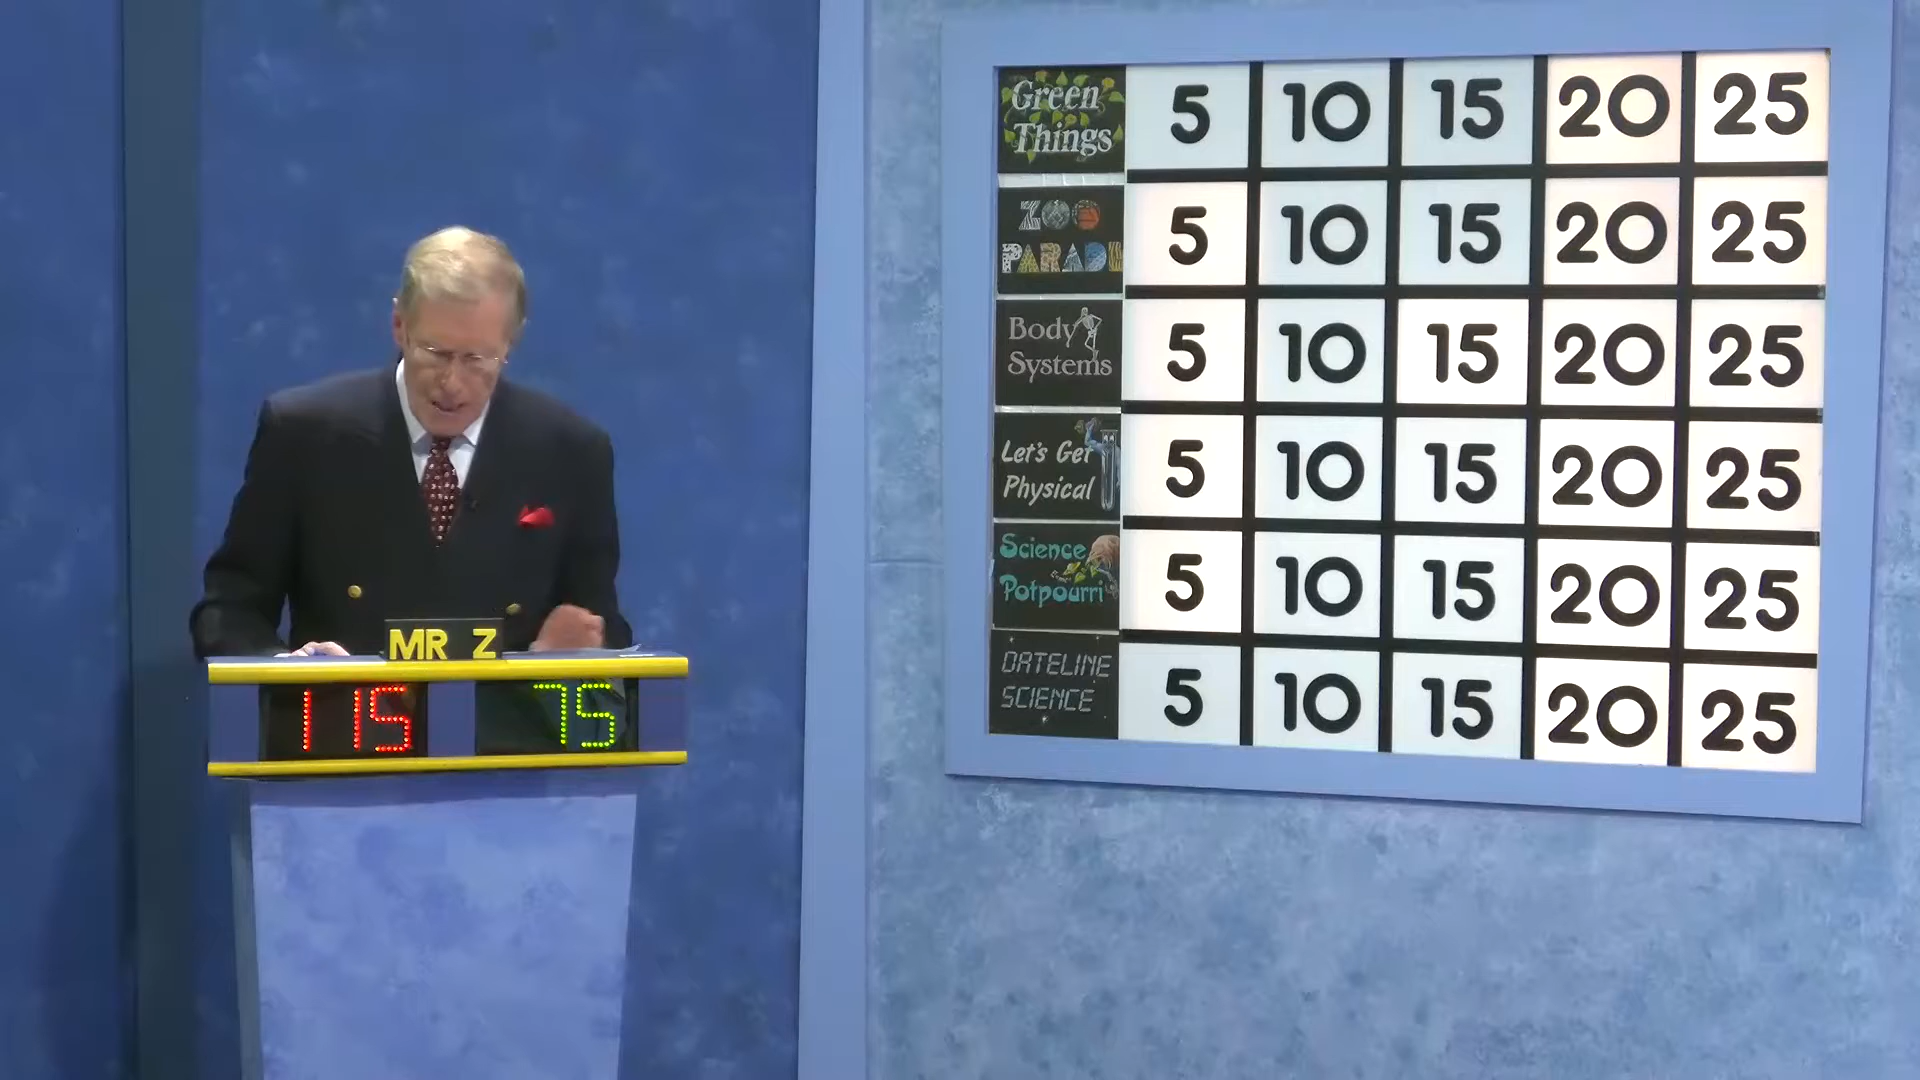 Green
Things
5 10 15 20 25
ZOO
PARADE
5 10 15 20 25
Body
Systems
5 10 15 20 25
Let's Get
Physical
5 10 15 20 25
Science
Potpourri
5 10 15 20 25
DATELINE
SCIENCE
5 10 15 20 25
MR Z
115 75